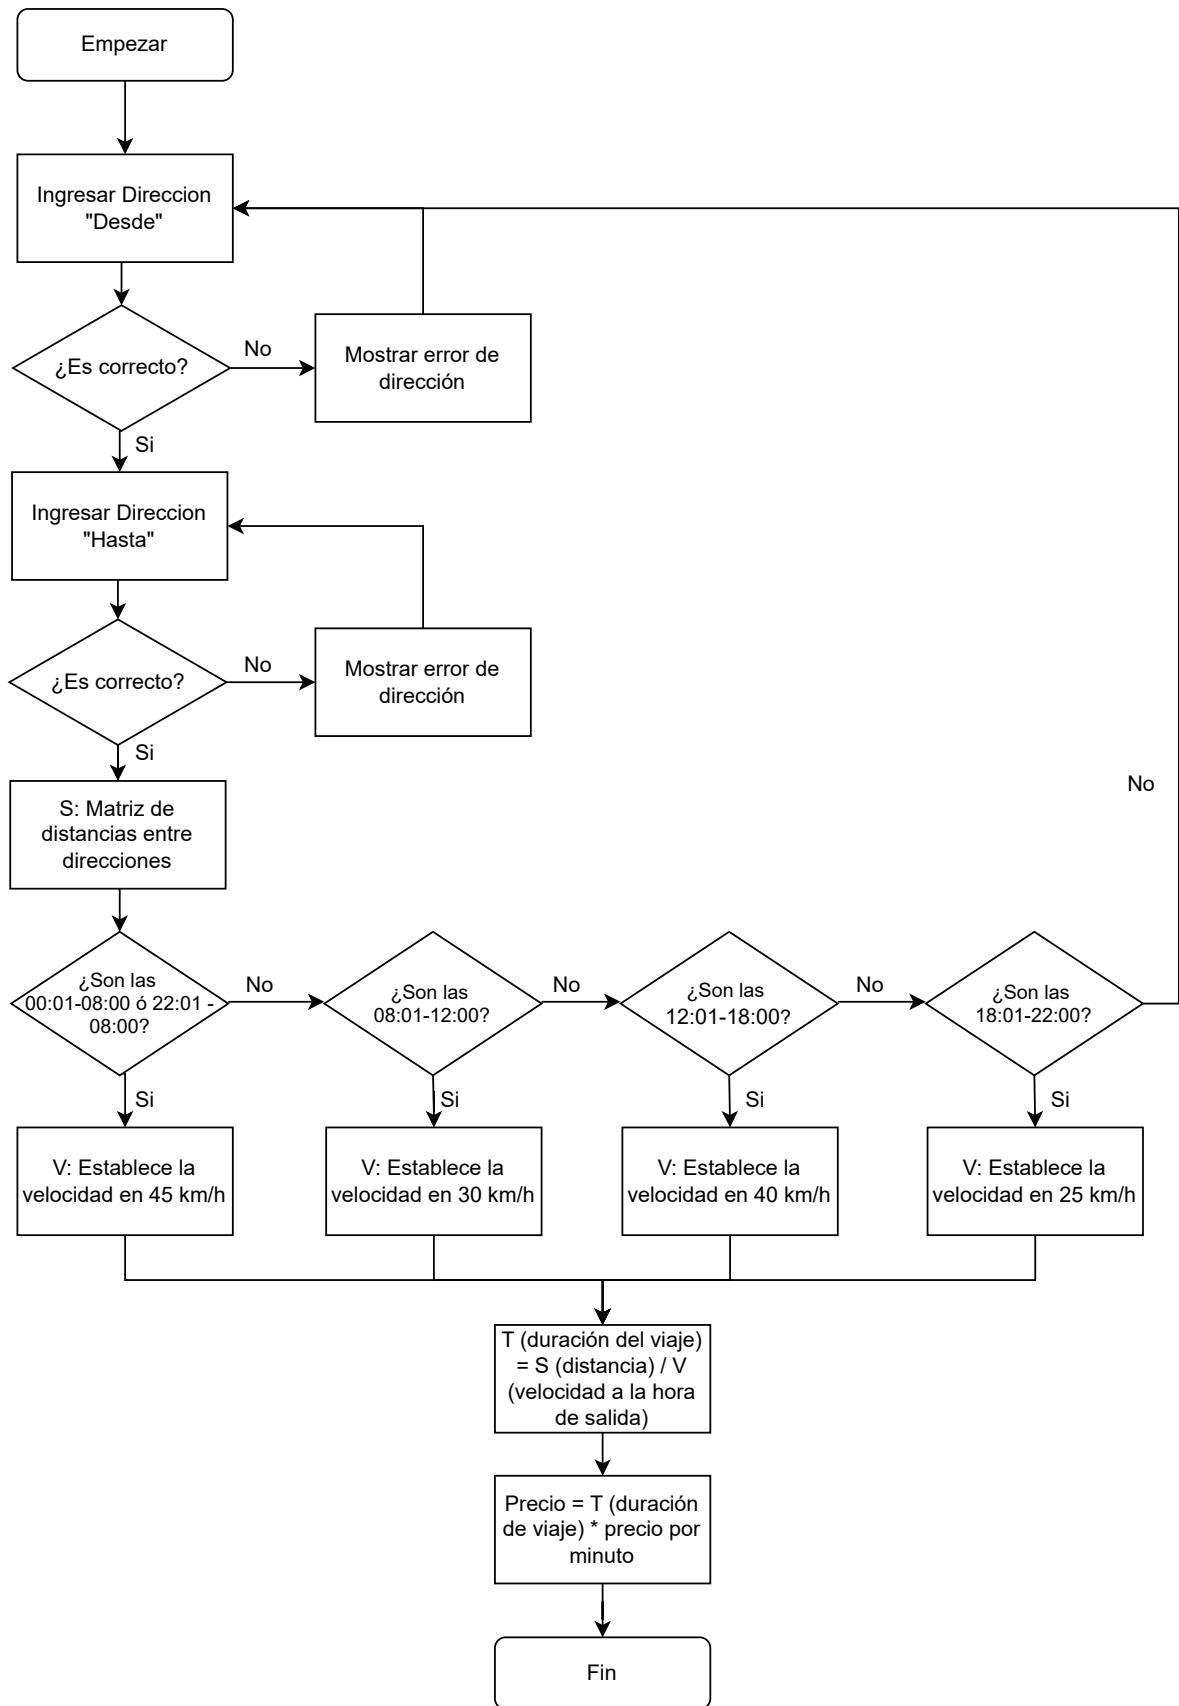 Empezar
Ingresar Direccion
"Desde"
¿Es correcto?
No
Mostrar error de
dirección
Si
Ingresar Direccion
"Hasta"
¿Es correcto?
No
Mostrar error de
dirección
Si
S: Matriz de
distancias entre
direcciones
No
¿Son las
00:01-08:00 ó 22:01 -
08:00?
No
¿Son las
08:01-12:00?
No
¿Son las
12:01-18:00?
No
¿Son las
18:01-22:00?
Si
Si
Si
Si
V: Establece la
velocidad en 45 km/h
V: Establece la
velocidad en 30 km/h
V: Establece la
velocidad en 40 km/h
V: Establece la
velocidad en 25 km/h
T (duración del viaje)
= S (distancia) / V
(velocidad a la hora
de salida)
Precio = T (duración
de viaje) * precio por
minuto
Fin